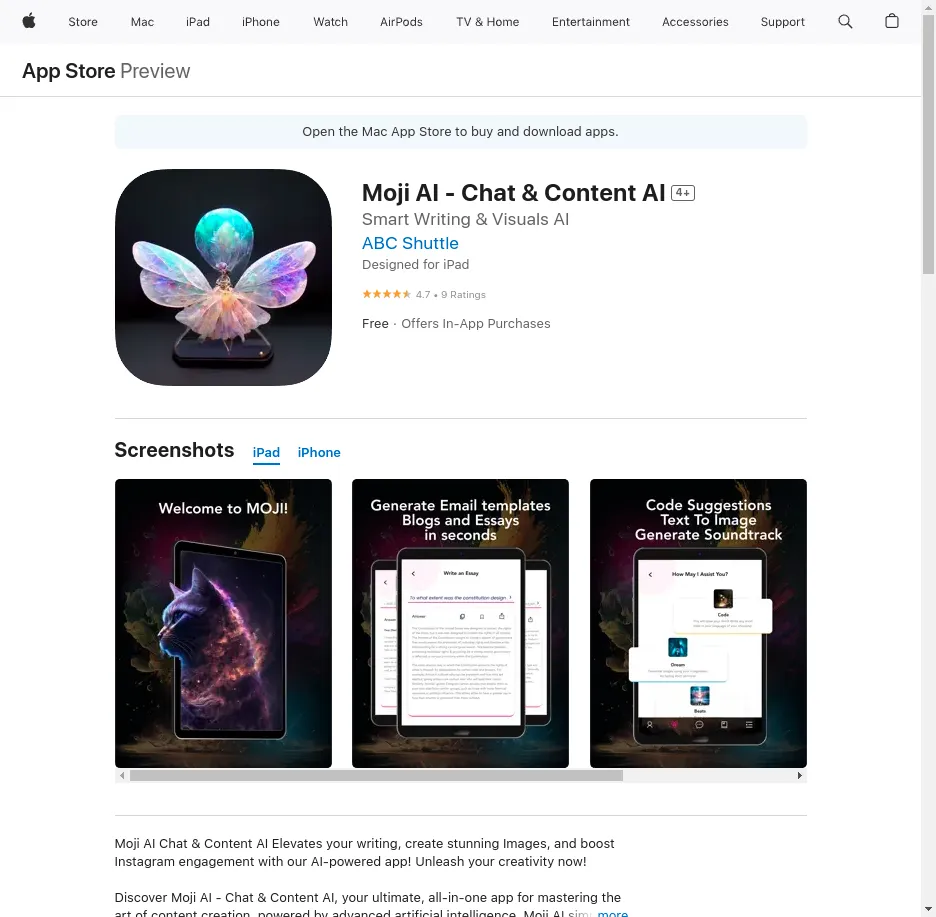 Store
Mac
iPad
iPhone
Watch
AirPods
TV & Home
Entertainment
Accessories
Support
App Store Preview
Open the Mac App Store to buy and download apps.
Moji AI - Chat & Content AI 4+
Smart Writing & Visuals AI
ABC Shuttle
Designed for iPad
4.7 • 9 Ratings
Free · Offers In-App Purchases
Screenshots
iPad
iPhone
Welcome to MOJI!
Generate Email templates
Blogs and Essays
in seconds
Write an Essay
To what extent was the constitution design
Answer
Code Suggestions
Text To Image
Generate Soundtrack
How May I Assist You?
Code
Dream
Beats
Moji AI Chat & Content AI Elevates your writing, create stunning Images, and boost
Instagram engagement with our AI-powered app! Unleash your creativity now!
Discover Moji AI - Chat & Content AI, your ultimate, all-in-one app for mastering the
art of content creation, powered by advanced artificial intelligence. Moji AI sim more